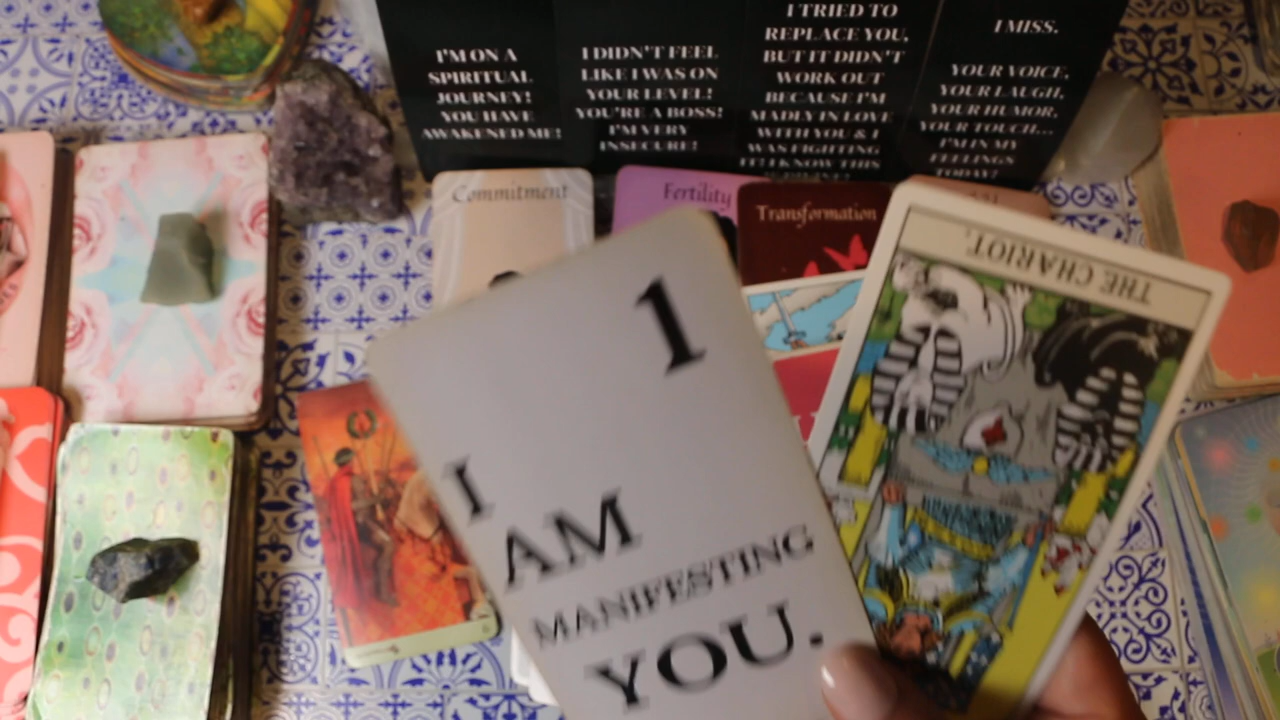 I'M ON A
SPIRITUAL
JOURNEY!
YOU HAVE
AWAKENED ME!
I DIDN'T FEEL
LIKE I WAS ON
YOUR LEVEL!
YOU'RE A BOSS!
I'M VERY
INSECURE!
I TRIED TO
REPLACE YOU,
BUT IT DIDN'T
WORK OUT
BECAUSE I'M
MADLY IN LOVE
WITH YOU & I
WAS FIGHTING
IT! I KNOW THIS
I MISS.
YOUR VOICE,
YOUR LAUGH,
YOUR HUMOR,
YOUR TOUCH...
I'M IN MY
FEELINGS
TODAY!
Commitment
Fertility
Transformation
THE CHARIOT.
1
I
AM
MANIFESTING
YOU.